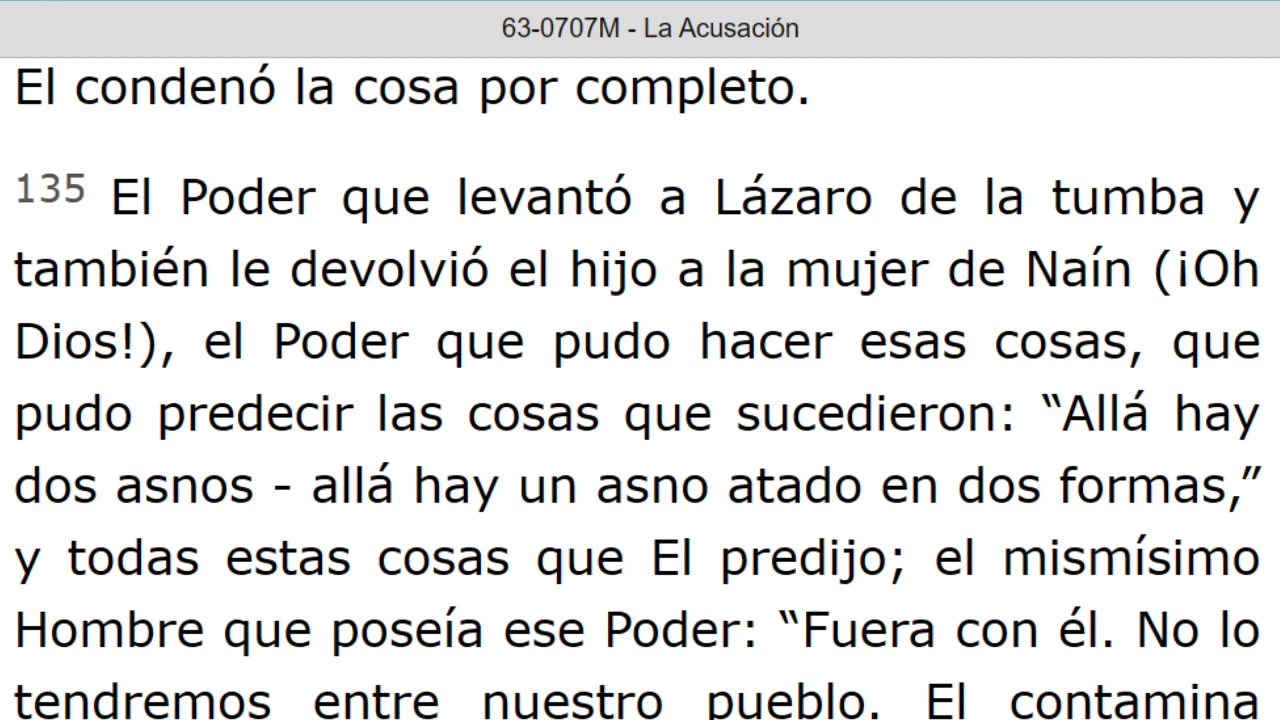 63-0707M - La Acusación
El condenó la cosa por completo.
135 El Poder que levantó a Lázaro de la tumba y
también le devolvió el hijo a la mujer de Naín (¡Oh
Dios!), el Poder que pudo hacer esas cosas, que
pudo predecir las cosas que sucedieron: “Allá hay
dos asnos - allá hay un asno atado en dos formas,”
y todas estas cosas que El predijo; el mismísimo
Hombre que poseía ese Poder: “Fuera con él. No lo
tendremos entre nuestro pueblo. El contamina